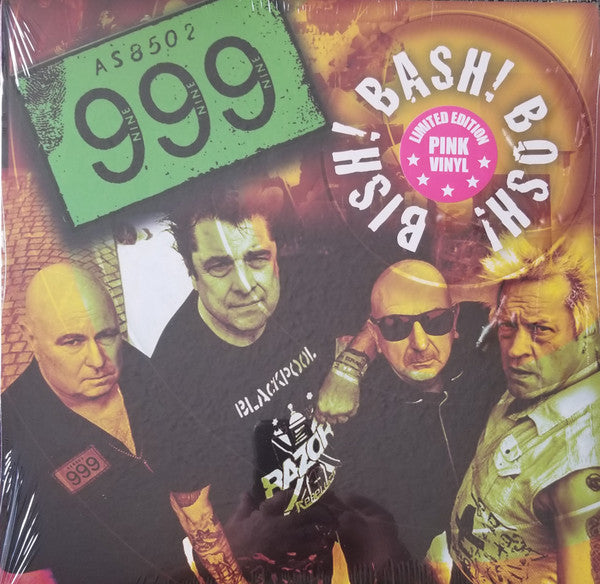 AS8502
999
NINE
NINE
NINE
BISH! BASH! BOSH!
LIMITED EDITION
PINK
VINYL
BLACKPOOL
RAZOR
999